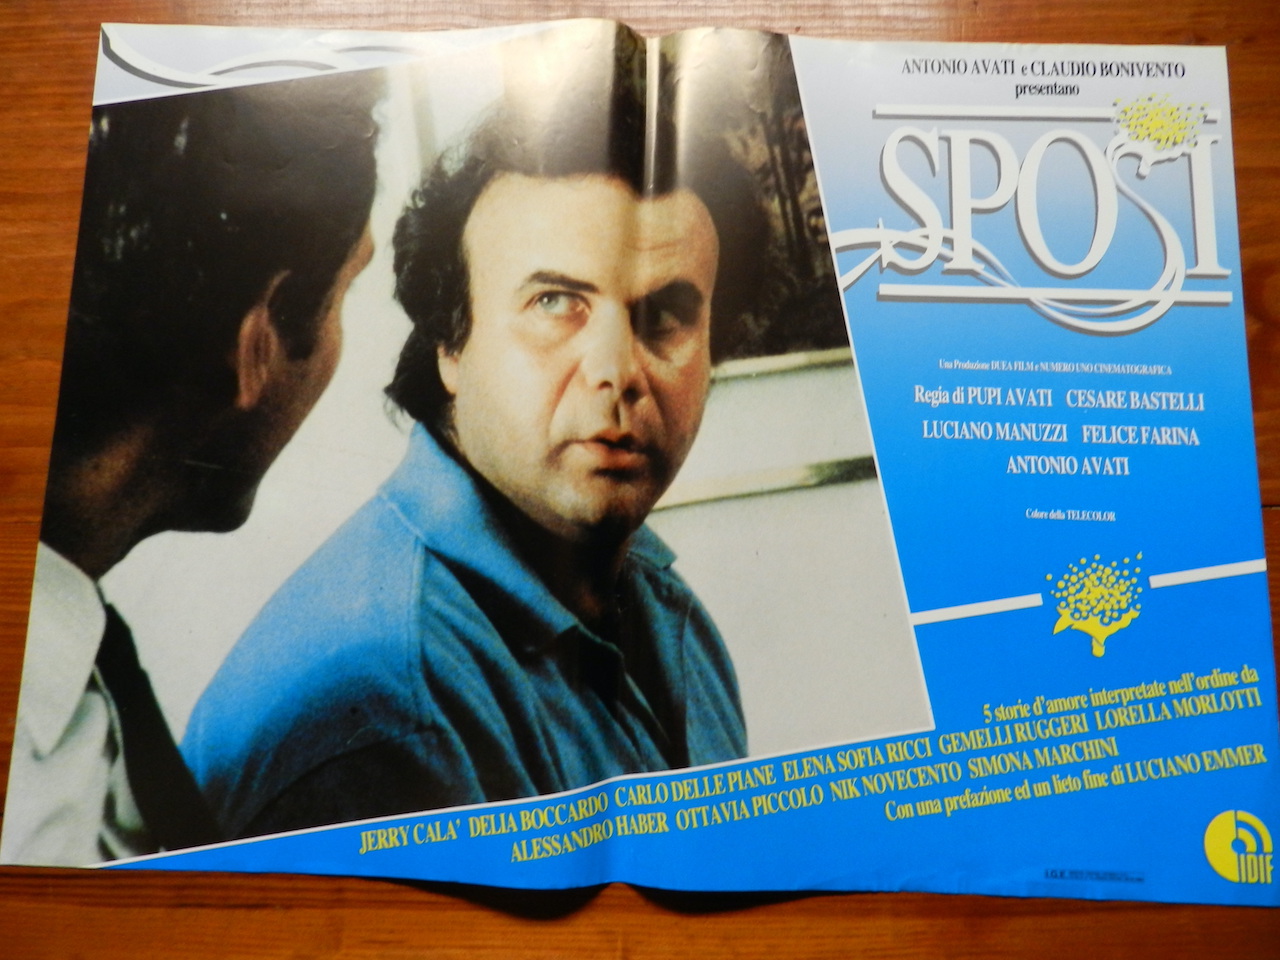 ANTONIO AVATI e CLAUDIO BONIVENTO
presentano
SPOSI
Una Produzione DUEA FILM e NUMERO UNO CINEMATOGRAFICA
Regia di PUPI AVATI CESARE BASTELLI
LUCIANO MANUZZI FELICE FARINA
ANTONIO AVATI
Colore della TELECOLOR
5 storie d'amore interpretate nell'ordine da
JERRY CALA' DELIA BOCCARDO CARLO DELLE PIANE ELENA SOFIA RICCI GEMELLI RUGGERI LORELLA MORLOTTI
ALESSANDRO HABER OTTAVIA PICCOLO NIK NOVECENTO SIMONA MARCHINI
Con una prefazione ed un lieto fine di LUCIANO EMMER
IDIF